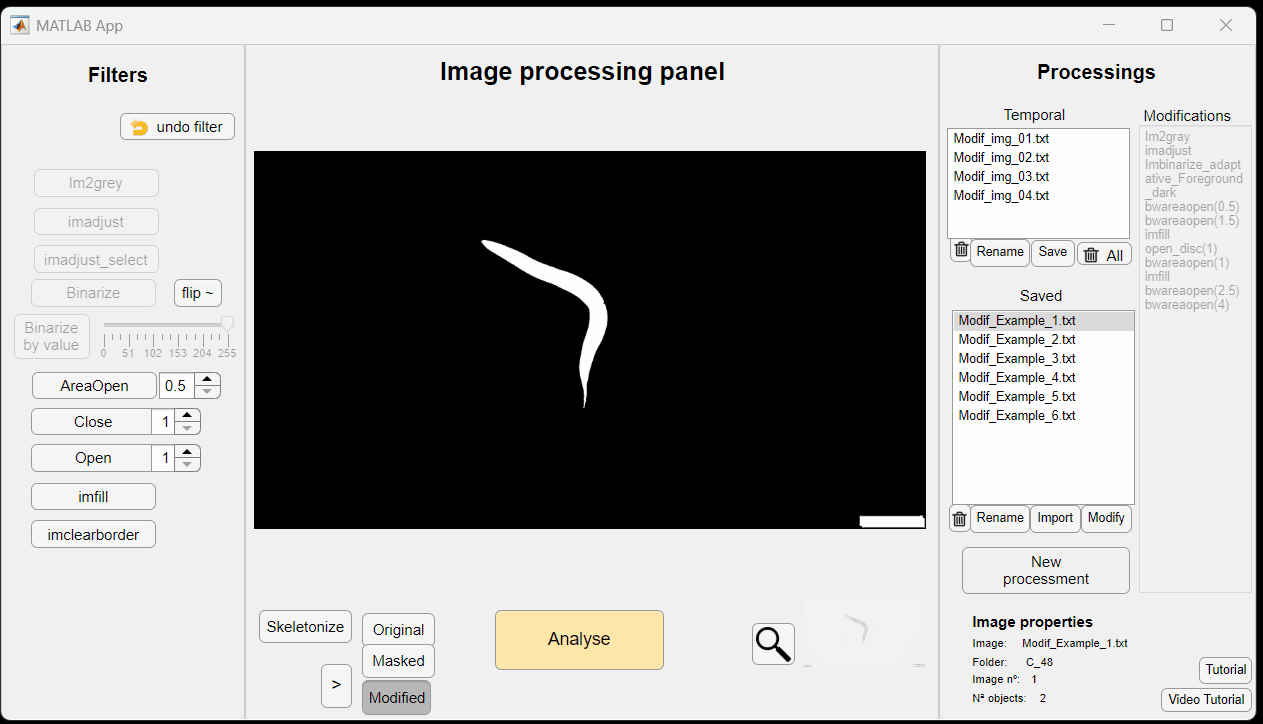 MATLAB App
Filters
undo filter
Im2grey
imadjust
imadjust_select
Binarize
flip ~
Binarize
by value
0 51 102 153 204 255
AreaOpen 0.5
Close 1
Open 1
imfill
imclearborder
Image processing panel
Skeletonize
Original
Masked
>
Modified
Analyse
Processings
Temporal
Modif_img_01.txt
Modif_img_02.txt
Modif_img_03.txt
Modif_img_04.txt
Rename Save All
Saved
Modif_Example_1.txt
Modif_Example_2.txt
Modif_Example_3.txt
Modif_Example_4.txt
Modif_Example_5.txt
Modif_Example_6.txt
Rename Import Modify
New
processment
Modifications
Im2gray
imadjust
Imbinarize_adapt
ative_Foreground
_dark
bwareaopen(0.5)
bwareaopen(1.5)
imfill
open_disc(1)
bwareaopen(1)
imfill
bwareaopen(2.5)
bwareaopen(4)
Image properties
Image: Modif_Example_1.txt
Folder: C_48
Image nº: 1
Nª objects: 2
Tutorial
Video Tutorial